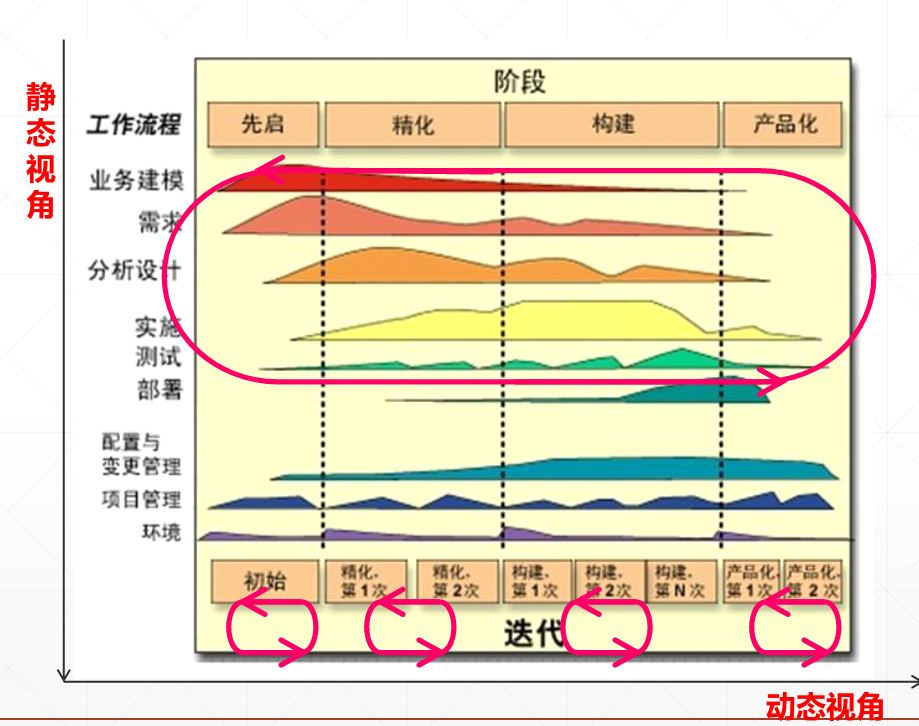 静态视角
阶段
工作流程
先启 精化 构建 产品化
业务建模
需求
分析设计
实施
测试
部署
配置与
变更管理
项目管理
环境
初始
精化,
第1次
精化,
第2次
构建,
第1次
构建,
第2次
构建,
第N次
产品化,
第1次
产品化,
第2次
迭代
动态视角